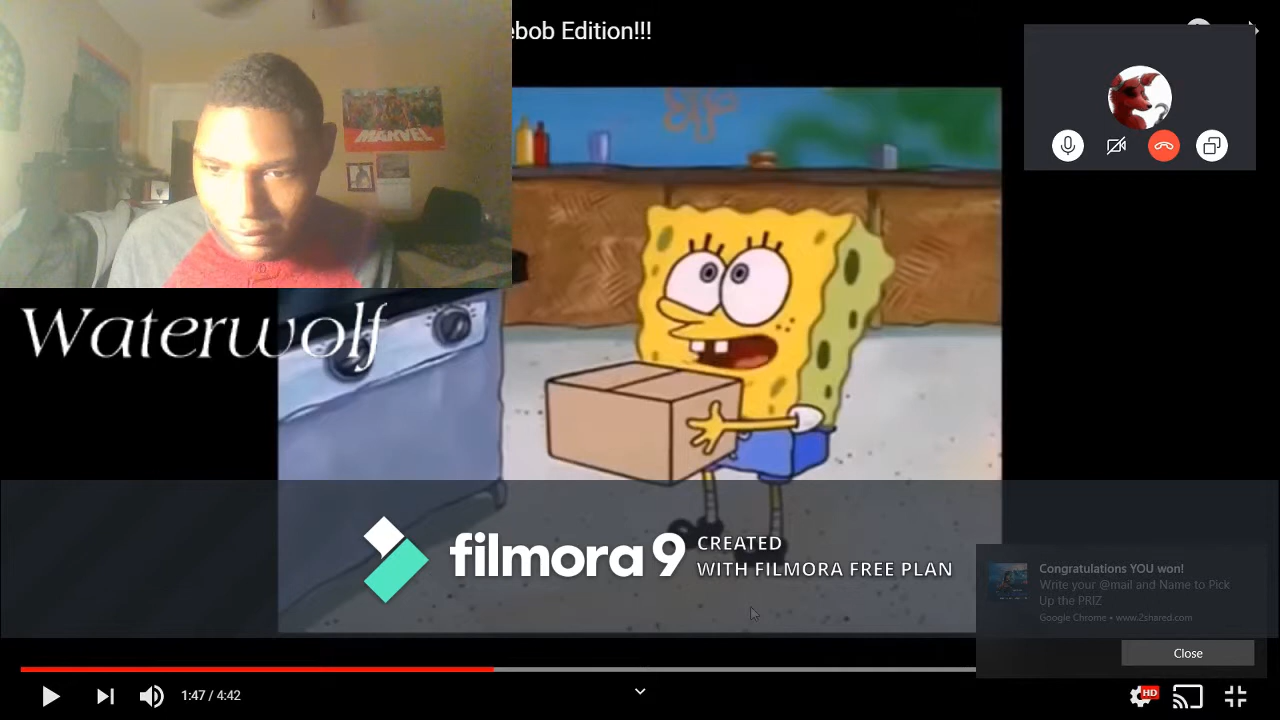 ebob Edition!!!
MARVEL
Waterwolf
filmora9 CREATED
WITH FILMORA FREE PLAN
Congratulations YOU won!
Write your @mail and Name to Pick
Up the PRIZ
Google Chrome • www.2shared.com
Close
1:47 / 4:42
HD